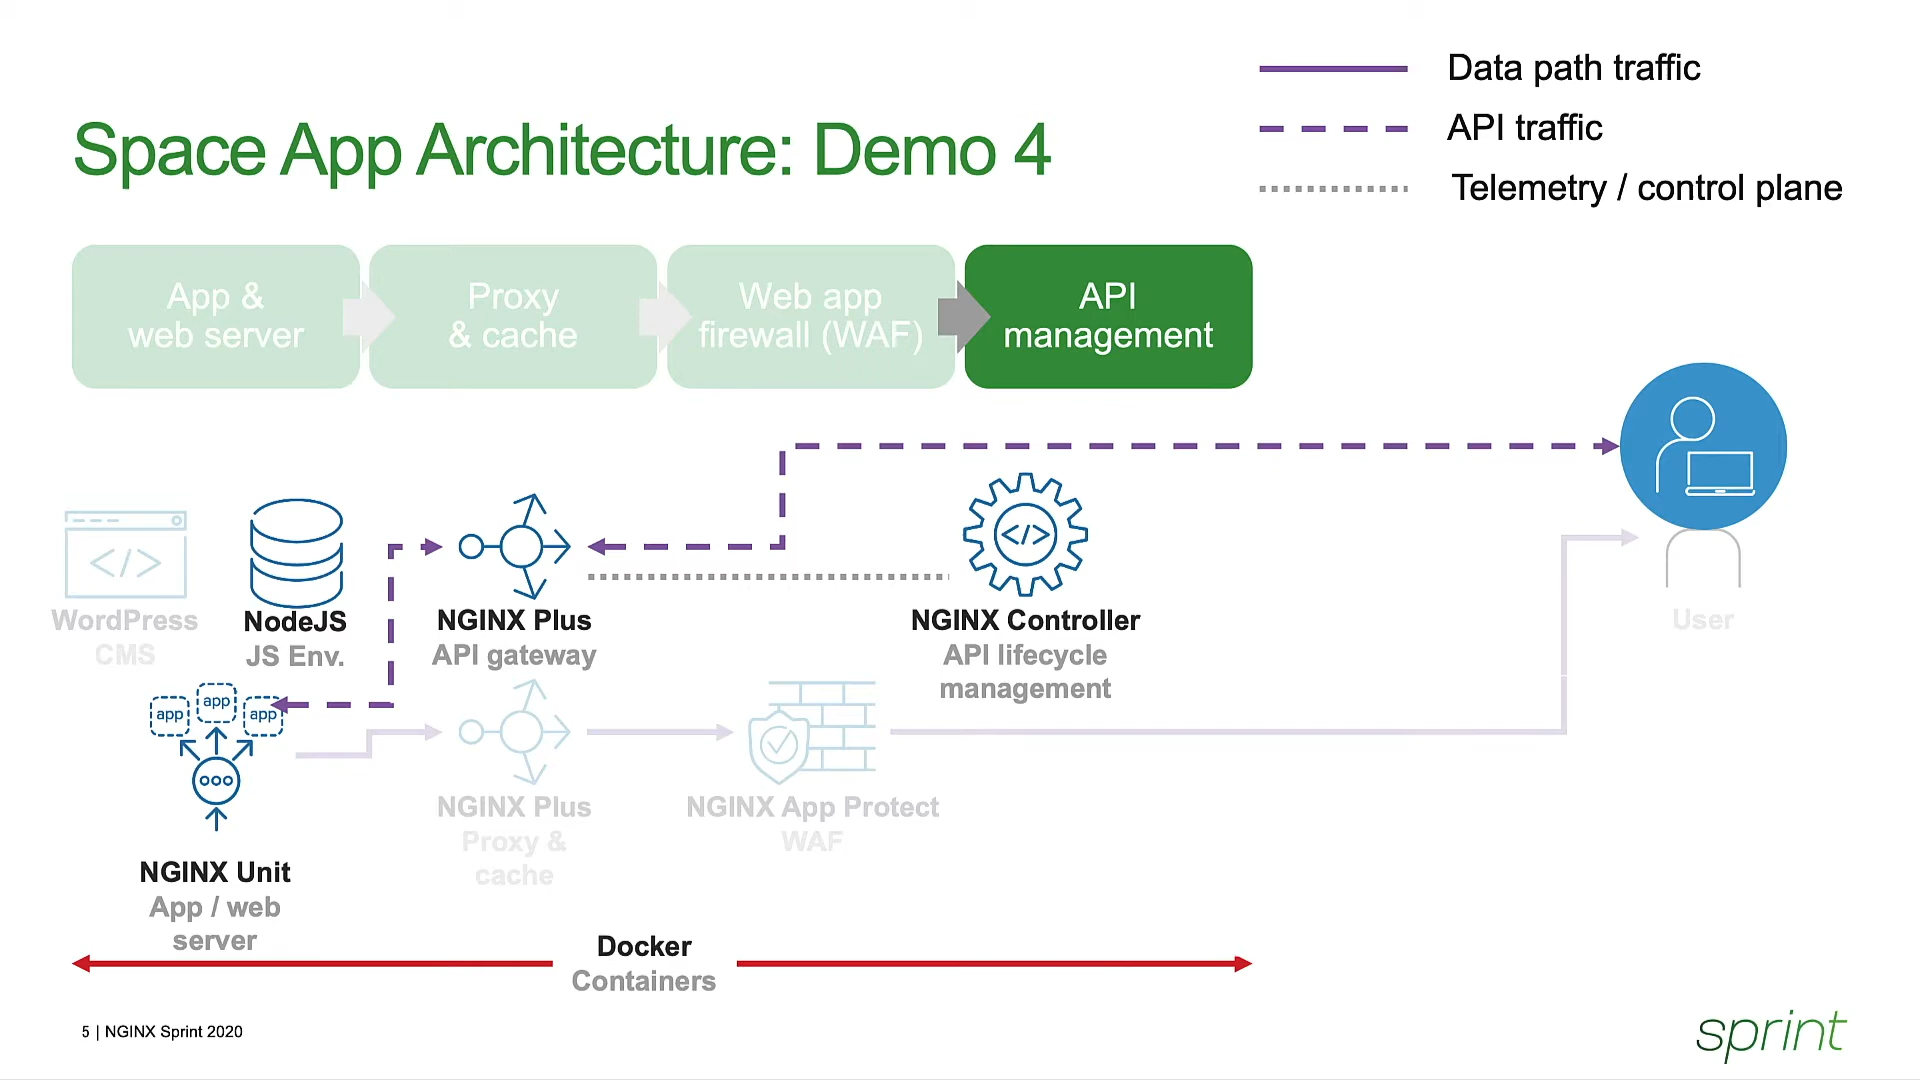 Data path traffic
API traffic
Telemetry / control plane
Space App Architecture: Demo 4
App &
web server
Proxy
& cache
Web app
firewall (WAF)
API
management
</>
WordPress
CMS
NodeJS
JS Env.
NGINX Plus
API gateway
</>
NGINX Controller
API lifecycle
management
User
app
app
app
NGINX Unit
App / web
server
NGINX Plus
Proxy &
cache
NGINX App Protect
WAF
Docker
Containers
5 | NGINX Sprint 2020
sprint